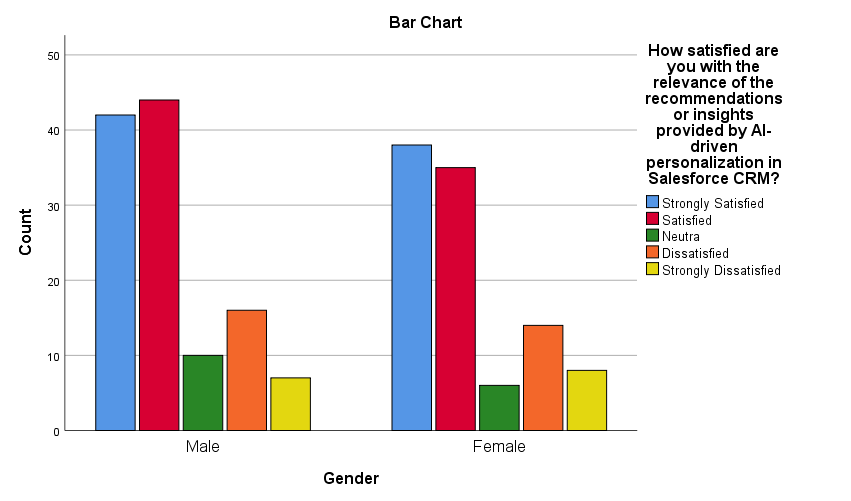 Bar Chart
50
40
30
20
10
0
Count
Male
Female
Gender
How satisfied are
you with the
relevance of the
recommendations
or insights
provided by AI-
driven
personalization in
Salesforce CRM?
Strongly Satisfied
Satisfied
Neutra
Dissatisfied
Strongly Dissatisfied